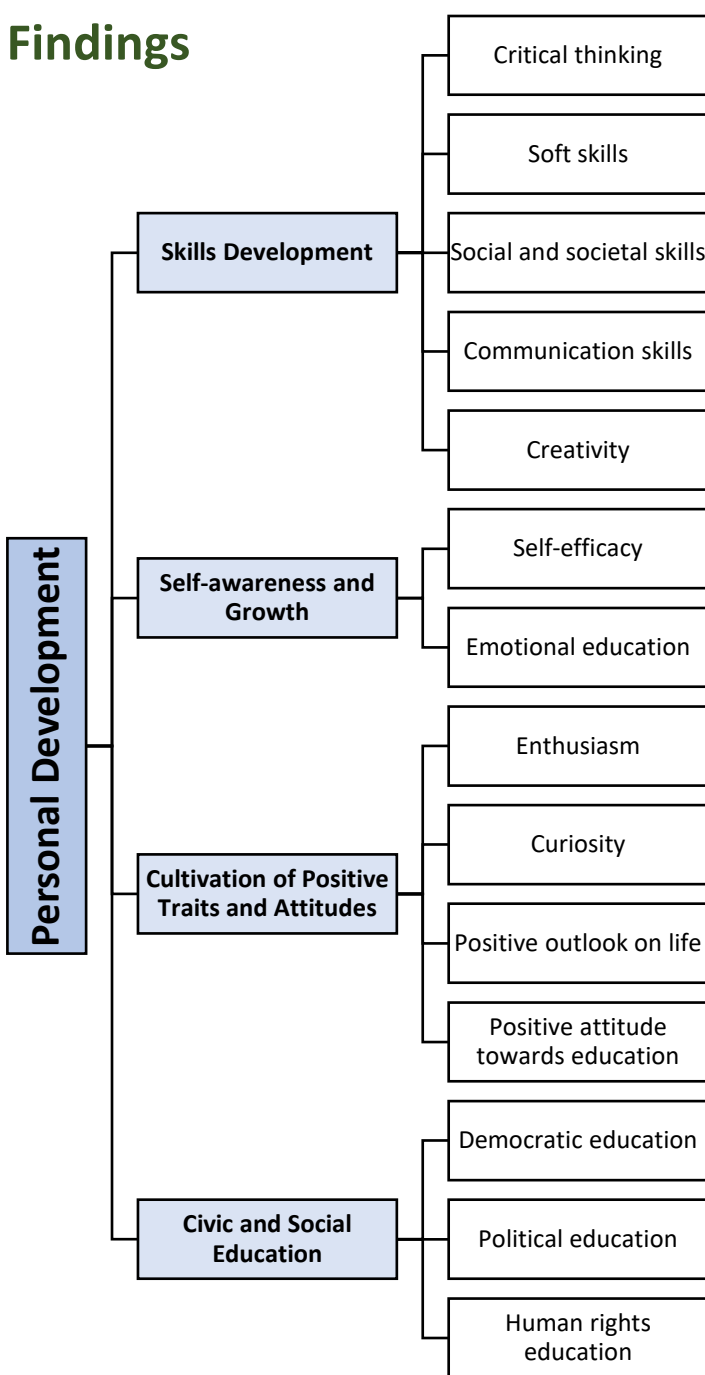 Findings
Personal Development
Skills Development
Critical thinking
Soft skills
Social and societal skills
Communication skills
Creativity
Self-awareness and
Growth
Self-efficacy
Emotional education
Cultivation of Positive
Traits and Attitudes
Enthusiasm
Curiosity
Positive outlook on life
Positive attitude
towards education
Civic and Social
Education
Democratic education
Political education
Human rights
education